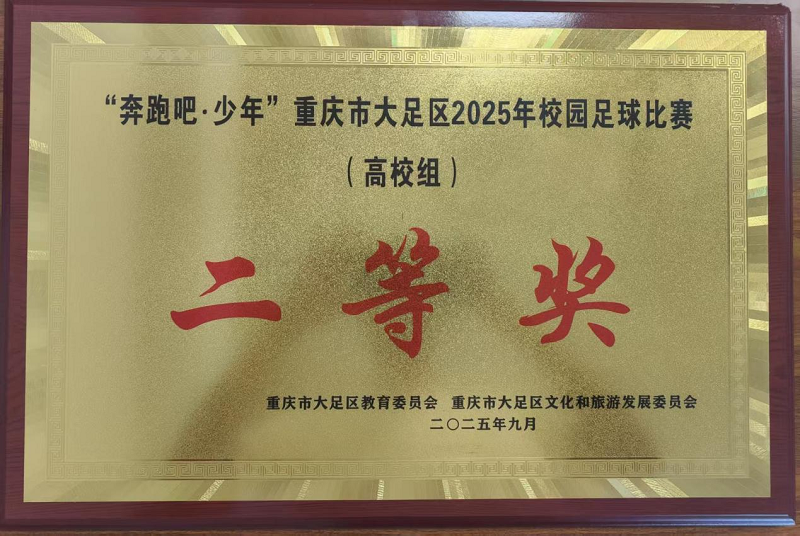 “奔跑吧·少年”重庆市大足区2025年校园足球比赛
（高校组）
二等奖
重庆市大足区教育委员会 重庆市大足区文化和旅游发展委员会
二〇二五年九月